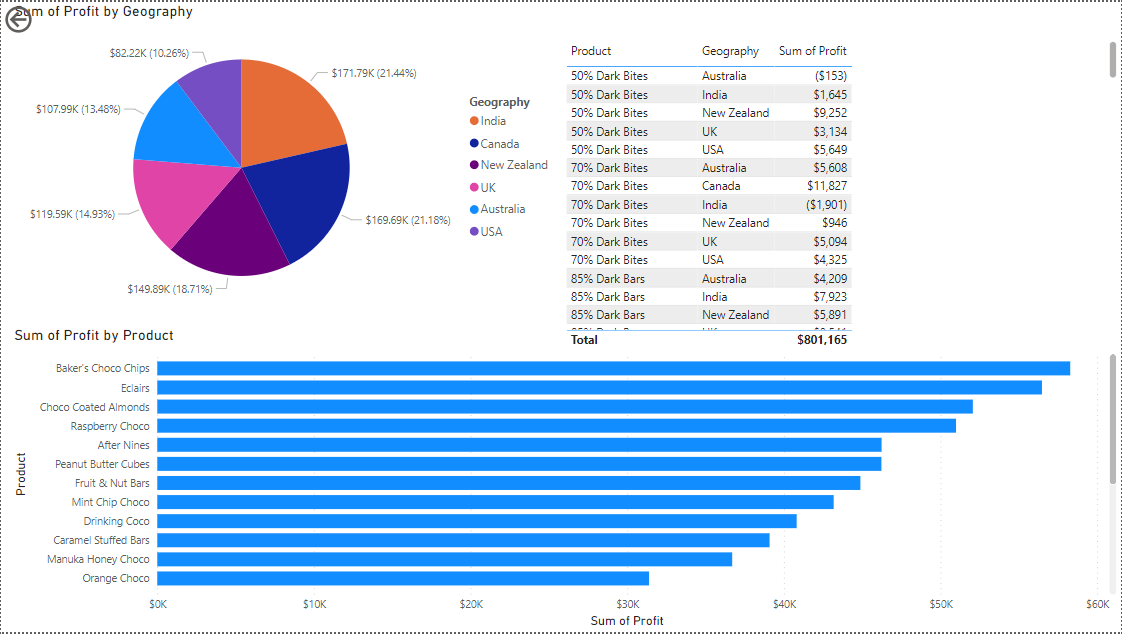 Sum of Profit by Geography
$82.22K (10.26%)
$171.79K (21.44%)
$107.99K (13.48%)
$119.59K (14.93%)
$169.69K (21.18%)
$149.89K (18.71%)
Geography
India
Canada
New Zealand
UK
Australia
USA
Product Geography Sum of Profit
50% Dark Bites Australia ($153)
50% Dark Bites India $1,645
50% Dark Bites New Zealand $9,252
50% Dark Bites UK $3,134
50% Dark Bites USA $5,649
70% Dark Bites Australia $5,608
70% Dark Bites Canada $11,827
70% Dark Bites India ($1,901)
70% Dark Bites New Zealand $946
70% Dark Bites UK $5,094
70% Dark Bites USA $4,325
85% Dark Bars Australia $4,209
85% Dark Bars India $7,923
85% Dark Bars New Zealand $5,891
Total $801,165
Sum of Profit by Product
Product
Baker's Choco Chips
Eclairs
Choco Coated Almonds
Raspberry Choco
After Nines
Peanut Butter Cubes
Fruit & Nut Bars
Mint Chip Choco
Drinking Coco
Caramel Stuffed Bars
Manuka Honey Choco
Orange Choco
$0K $10K $20K $30K $40K $50K $60K
Sum of Profit